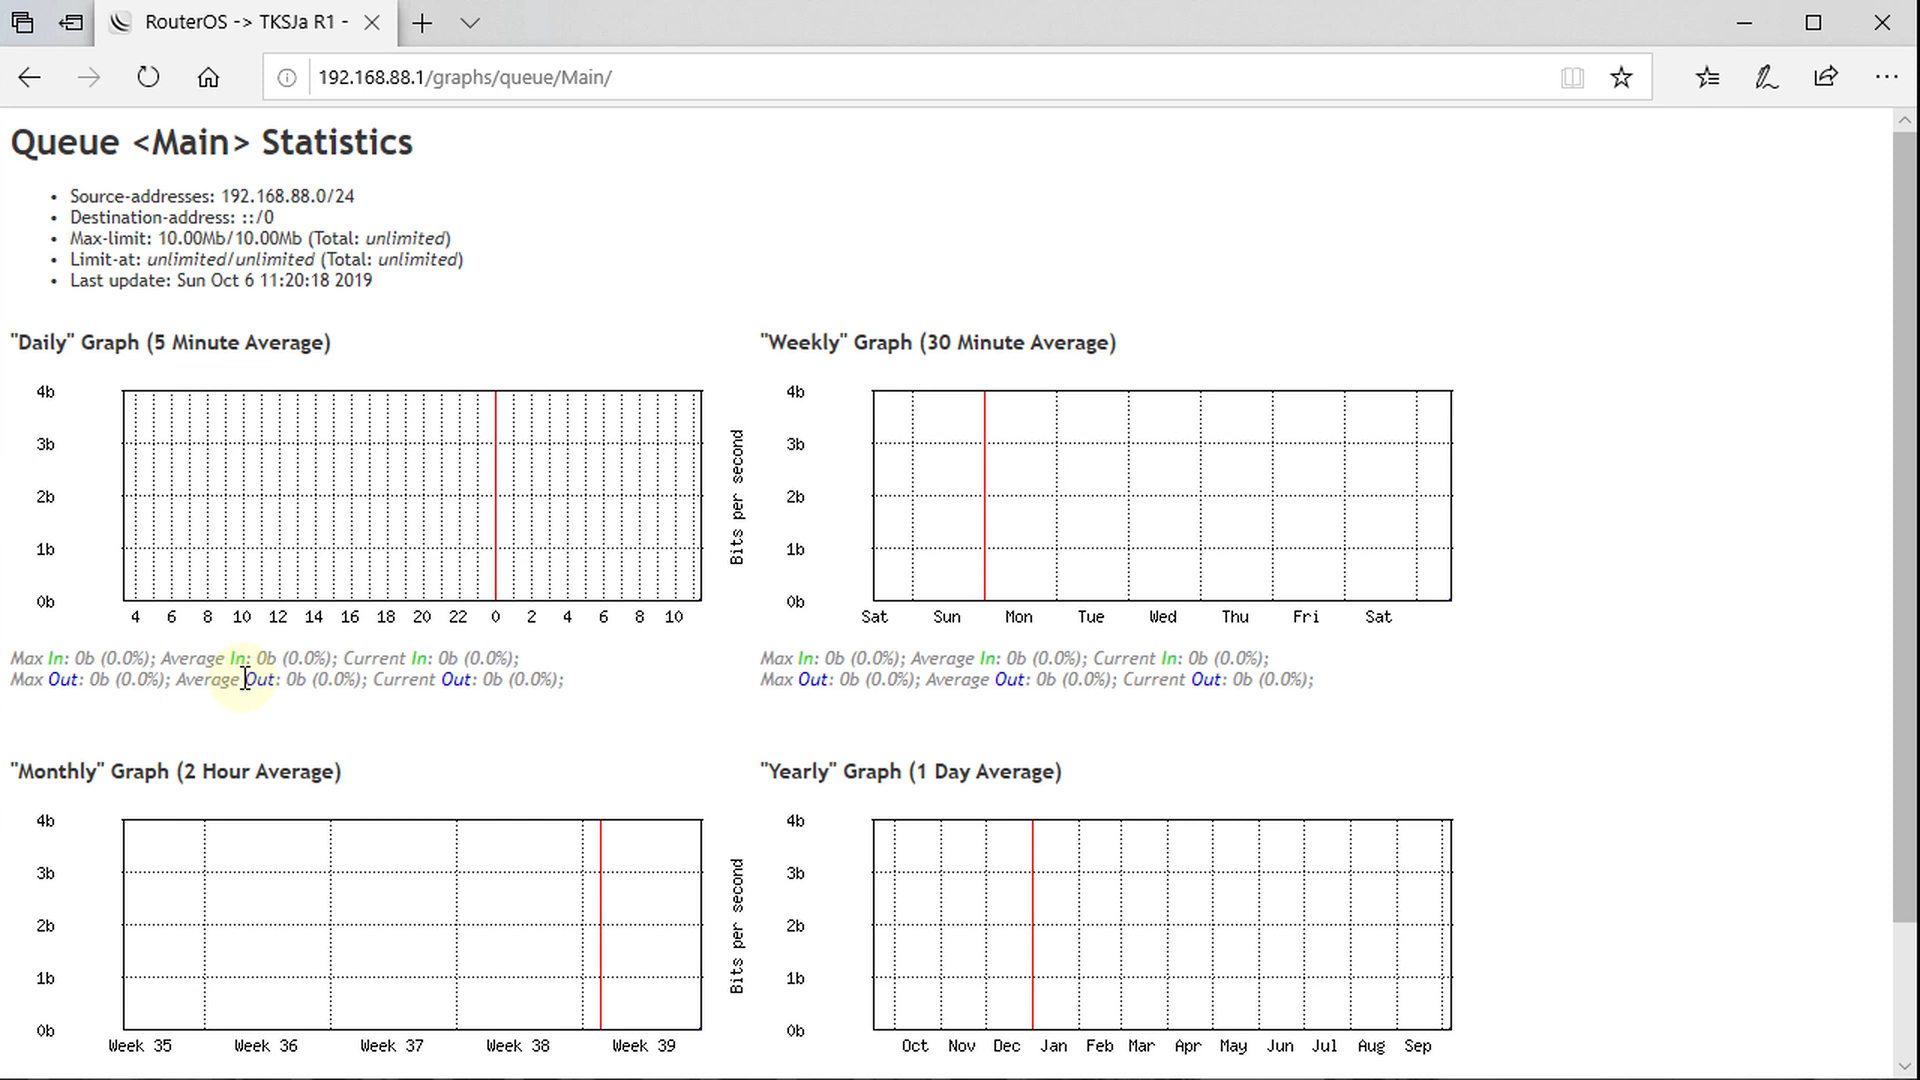 RouterOS -> TKSJa R1 -
192.168.88.1/graphs/queue/Main/
Queue <Main> Statistics
• Source-addresses: 192.168.88.0/24
• Destination-address: ::/0
• Max-limit: 10.00Mb/10.00Mb (Total: unlimited)
• Limit-at: unlimited/unlimited (Total: unlimited)
• Last update: Sun Oct 6 11:20:18 2019
"Daily" Graph (5 Minute Average)
4b
3b
2b
1b
0b
4 6 8 10 12 14 16 18 20 22 0 2 4 6 8 10
Max In: 0b (0.0%); Average In: 0b (0.0%); Current In: 0b (0.0%);
Max Out: 0b (0.0%); Average Out: 0b (0.0%); Current Out: 0b (0.0%);
"Weekly" Graph (30 Minute Average)
Bits per second
4b
3b
2b
1b
0b
Sat Sun Mon Tue Wed Thu Fri Sat
Max In: 0b (0.0%); Average In: 0b (0.0%); Current In: 0b (0.0%);
Max Out: 0b (0.0%); Average Out: 0b (0.0%); Current Out: 0b (0.0%);
"Monthly" Graph (2 Hour Average)
4b
3b
2b
1b
0b
Week 35 Week 36 Week 37 Week 38 Week 39
"Yearly" Graph (1 Day Average)
Bits per second
4b
3b
2b
1b
0b
Oct Nov Dec Jan Feb Mar Apr May Jun Jul Aug Sep